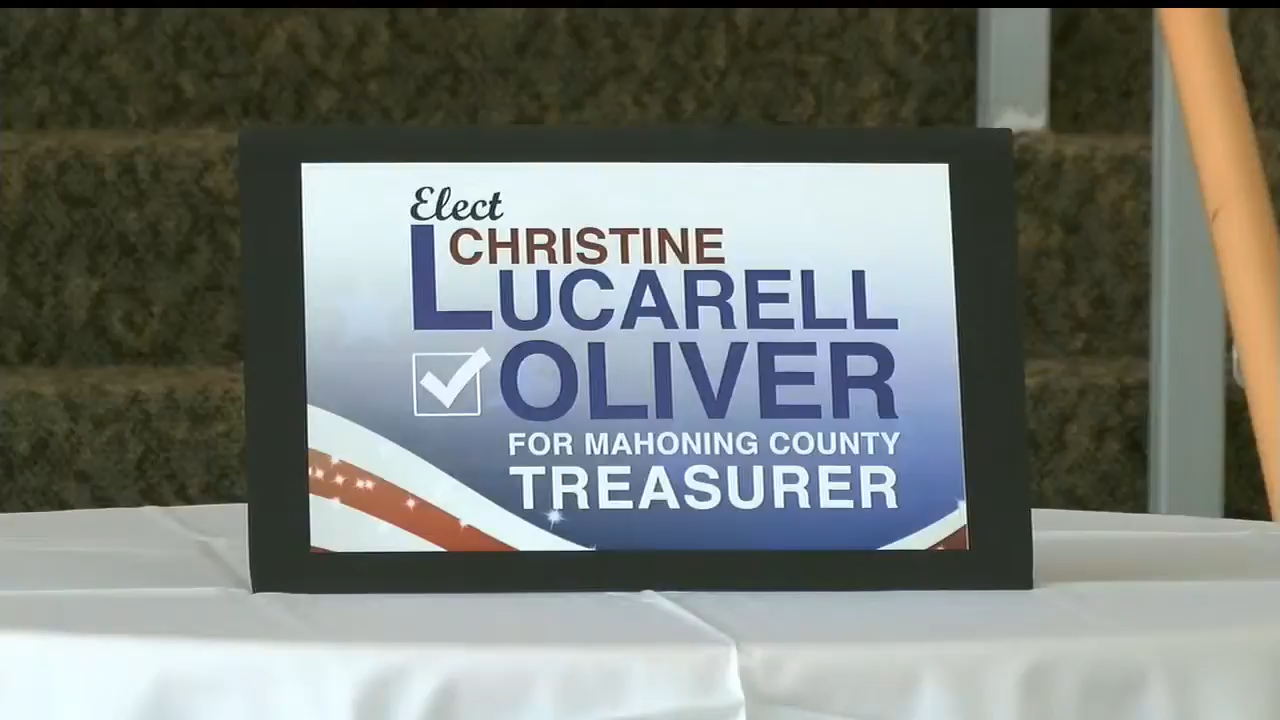 Elect
CHRISTINE
LUCARELL
OLIVER
FOR MAHONING COUNTY
TREASURER